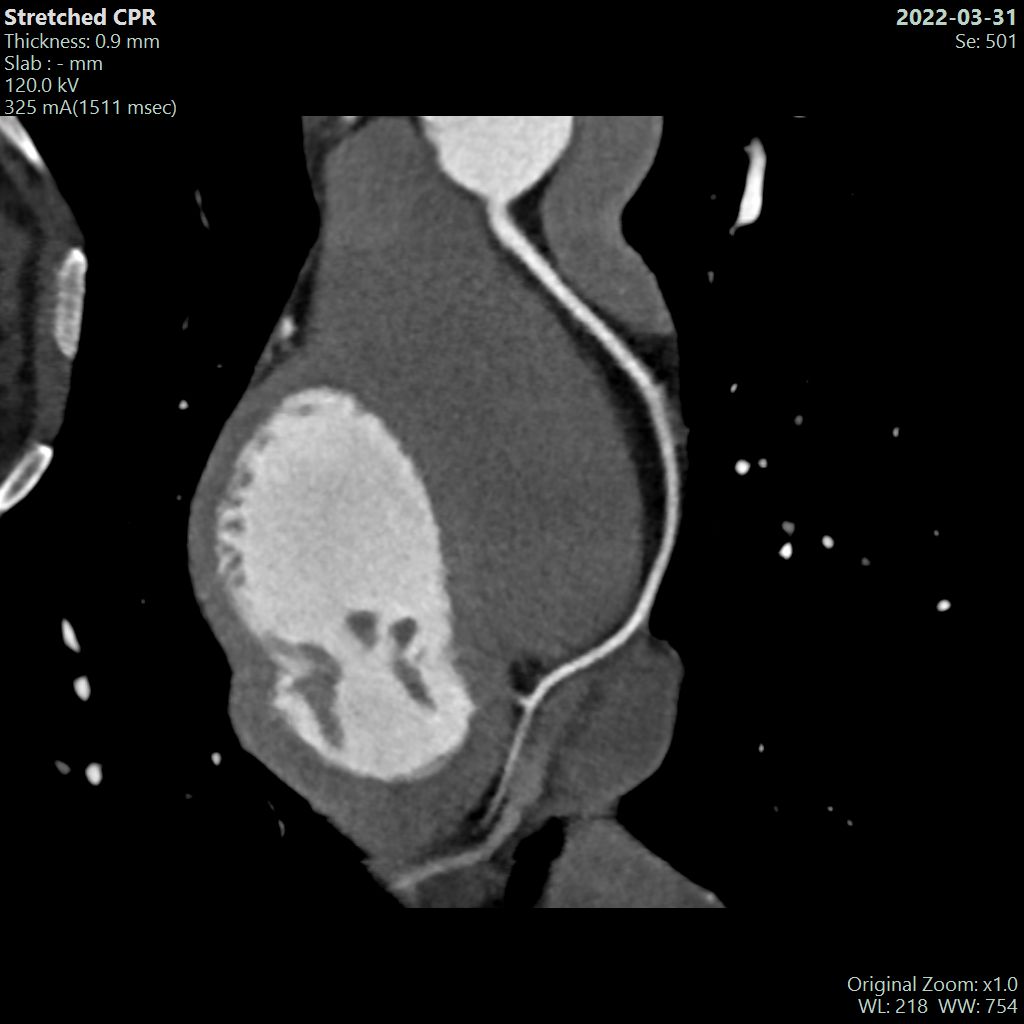 Stretched CPR
Thickness: 0.9 mm
Slab : - mm
120.0 kV
325 mA(1511 msec)
2022-03-31
Se: 501
Original Zoom: x1.0
WL: 218 WW: 754